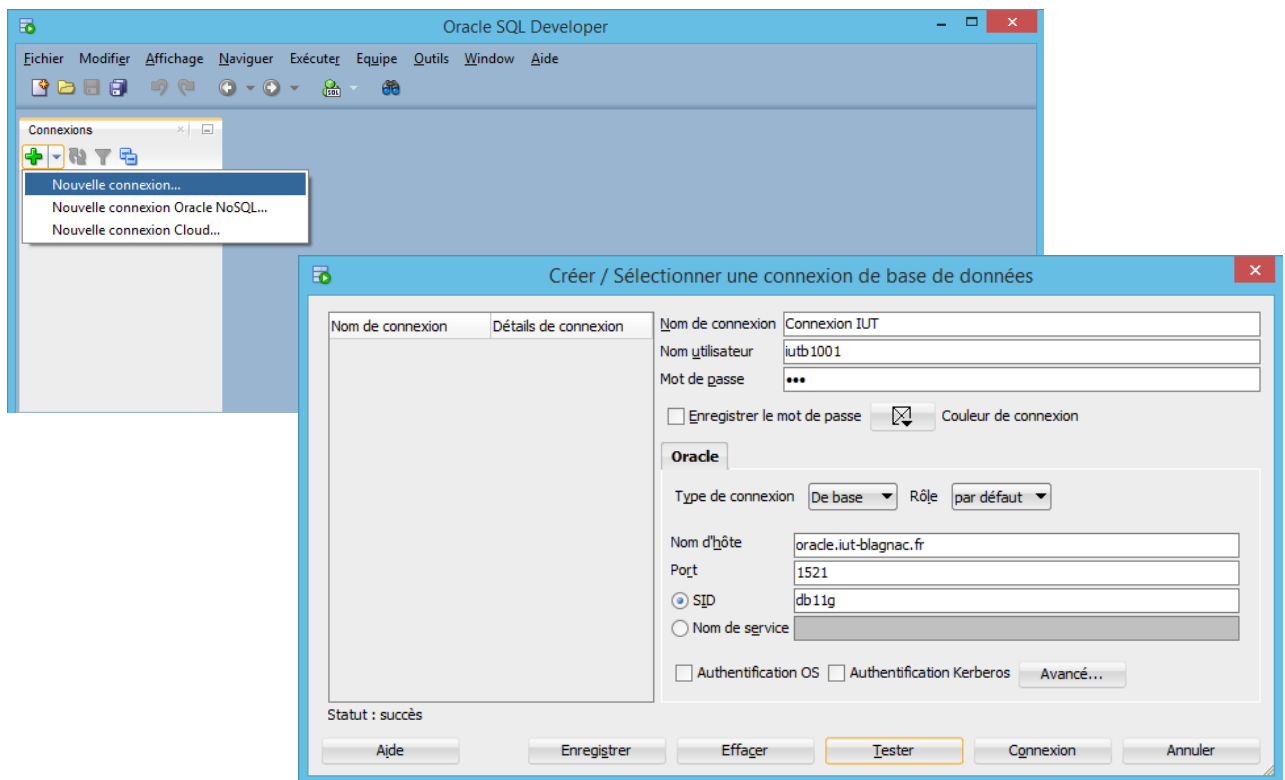 Oracle SQL Developer
Fichier Modifier Affichage Naviguer Exécuter Equipe Outils Window Aide
SQL
Connexions
Nouvelle connexion...
Nouvelle connexion Oracle NoSQL...
Nouvelle connexion Cloud...
Créer / Sélectionner une connexion de base de données
Nom de connexion Détails de connexion
Nom de connexion Connexion IUT
Nom utilisateur iutb1001
Mot de passe •••
Enregistrer le mot de passe Couleur de connexion
Oracle
Type de connexion De base Rôle par défaut
Nom d'hôte oracle.iut-blagnac.fr
Port 1521
SID db11g
Nom de service
Authentification OS Authentification Kerberos Avancé...
Statut : succès
Aide Enregistrer Effacer Tester Connexion Annuler